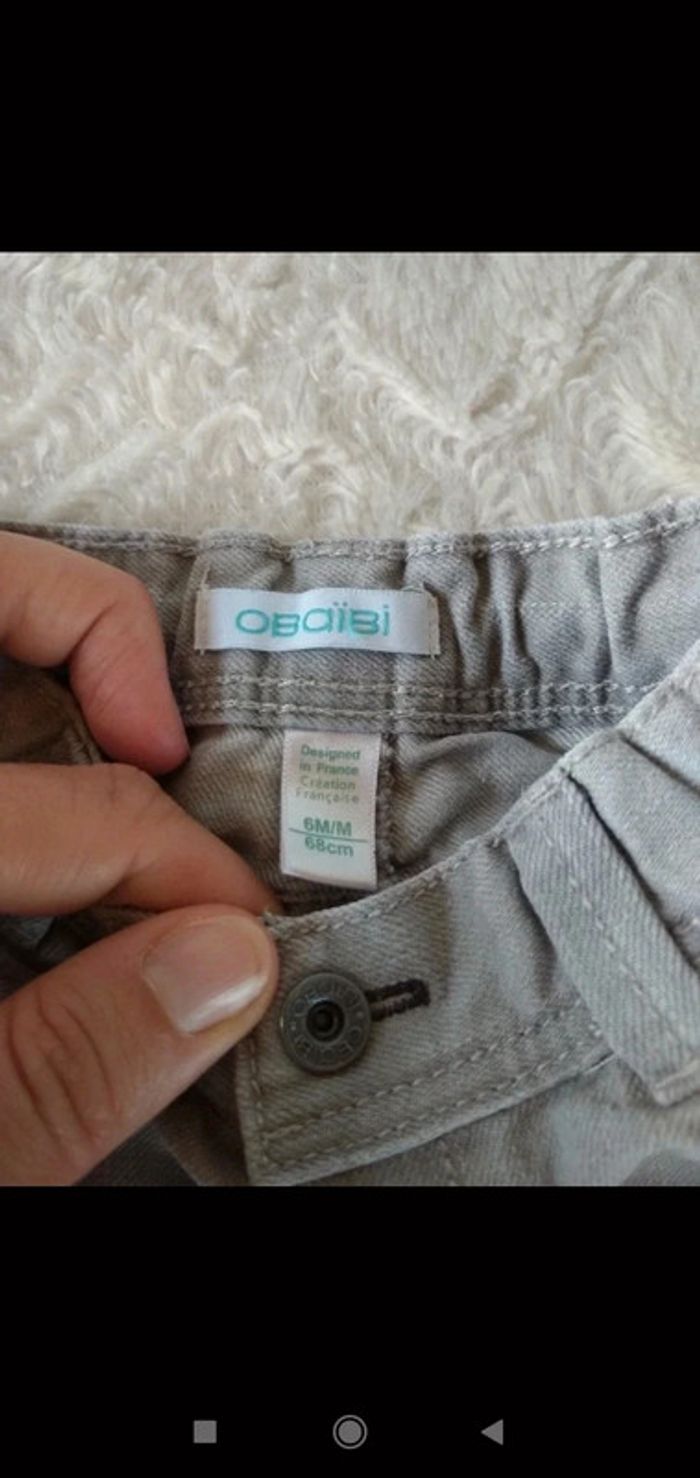 OBaïBi
Designed
in France
Création
Française
6M/M
68cm